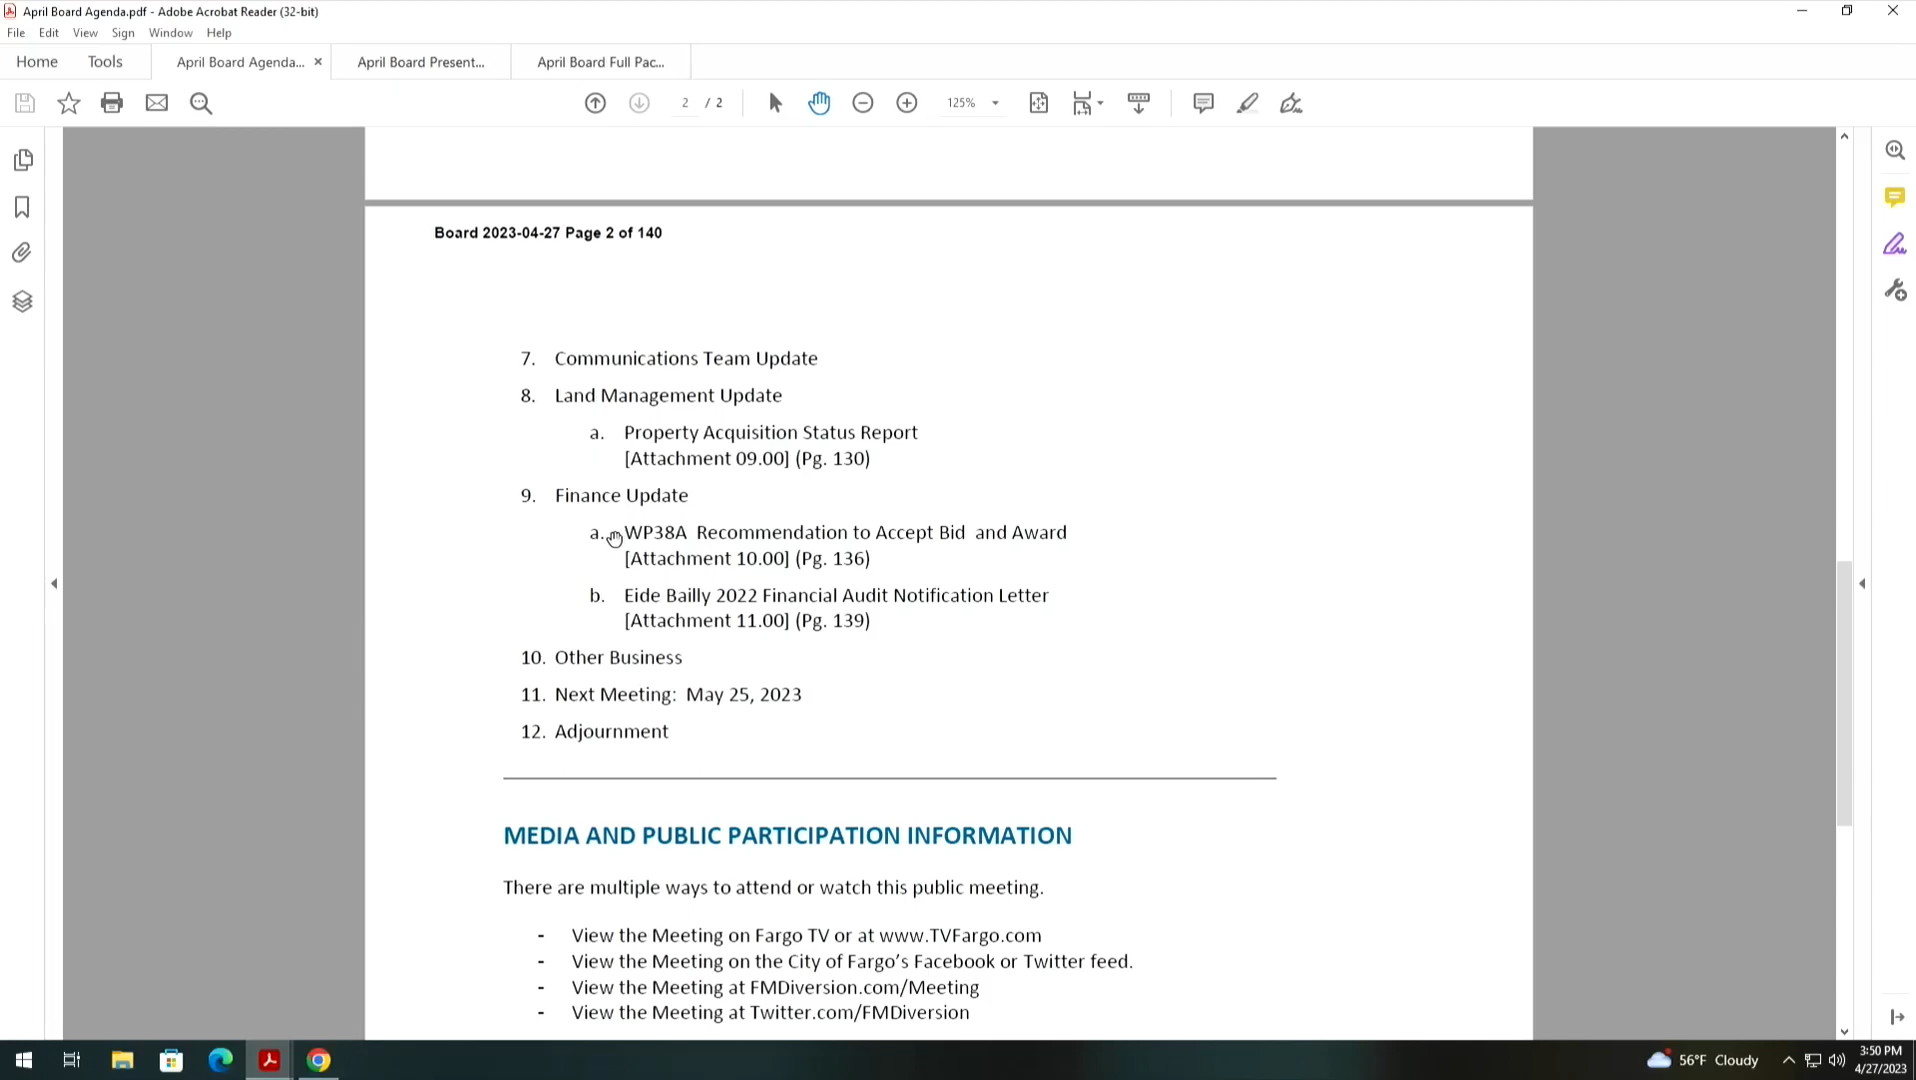 April Board Agenda.pdf - Adobe Acrobat Reader (32-bit)
File Edit View Sign Window Help
Home Tools April Board Agenda... × April Board Present... April Board Full Pac...
2 / 2 125%
Board 2023-04-27 Page 2 of 140
7. Communications Team Update
8. Land Management Update
a. Property Acquisition Status Report
[Attachment 09.00] (Pg. 130)
9. Finance Update
a. WP38A Recommendation to Accept Bid and Award
[Attachment 10.00] (Pg. 136)
b. Eide Bailly 2022 Financial Audit Notification Letter
[Attachment 11.00] (Pg. 139)
10. Other Business
11. Next Meeting: May 25, 2023
12. Adjournment
MEDIA AND PUBLIC PARTICIPATION INFORMATION
There are multiple ways to attend or watch this public meeting.
- View the Meeting on Fargo TV or at www.TVFargo.com
- View the Meeting on the City of Fargo’s Facebook or Twitter feed.
- View the Meeting at FMDiversion.com/Meeting
- View the Meeting at Twitter.com/FMDiversion
56°F Cloudy
3:50 PM
4/27/2023